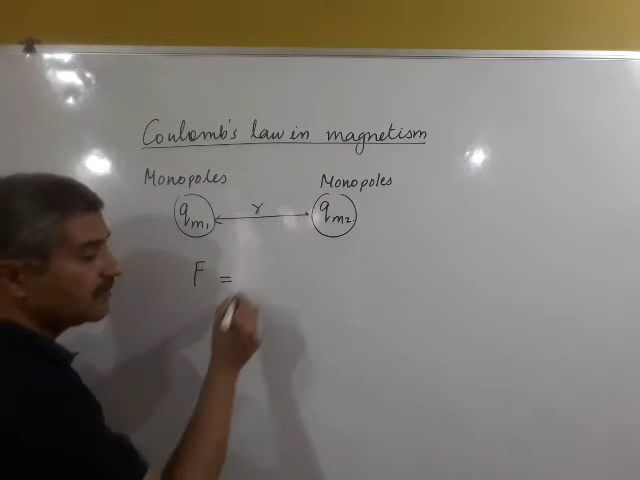 Coulomb's law in magnetism
Monopoles Monopoles
qm1 r qm2
F =